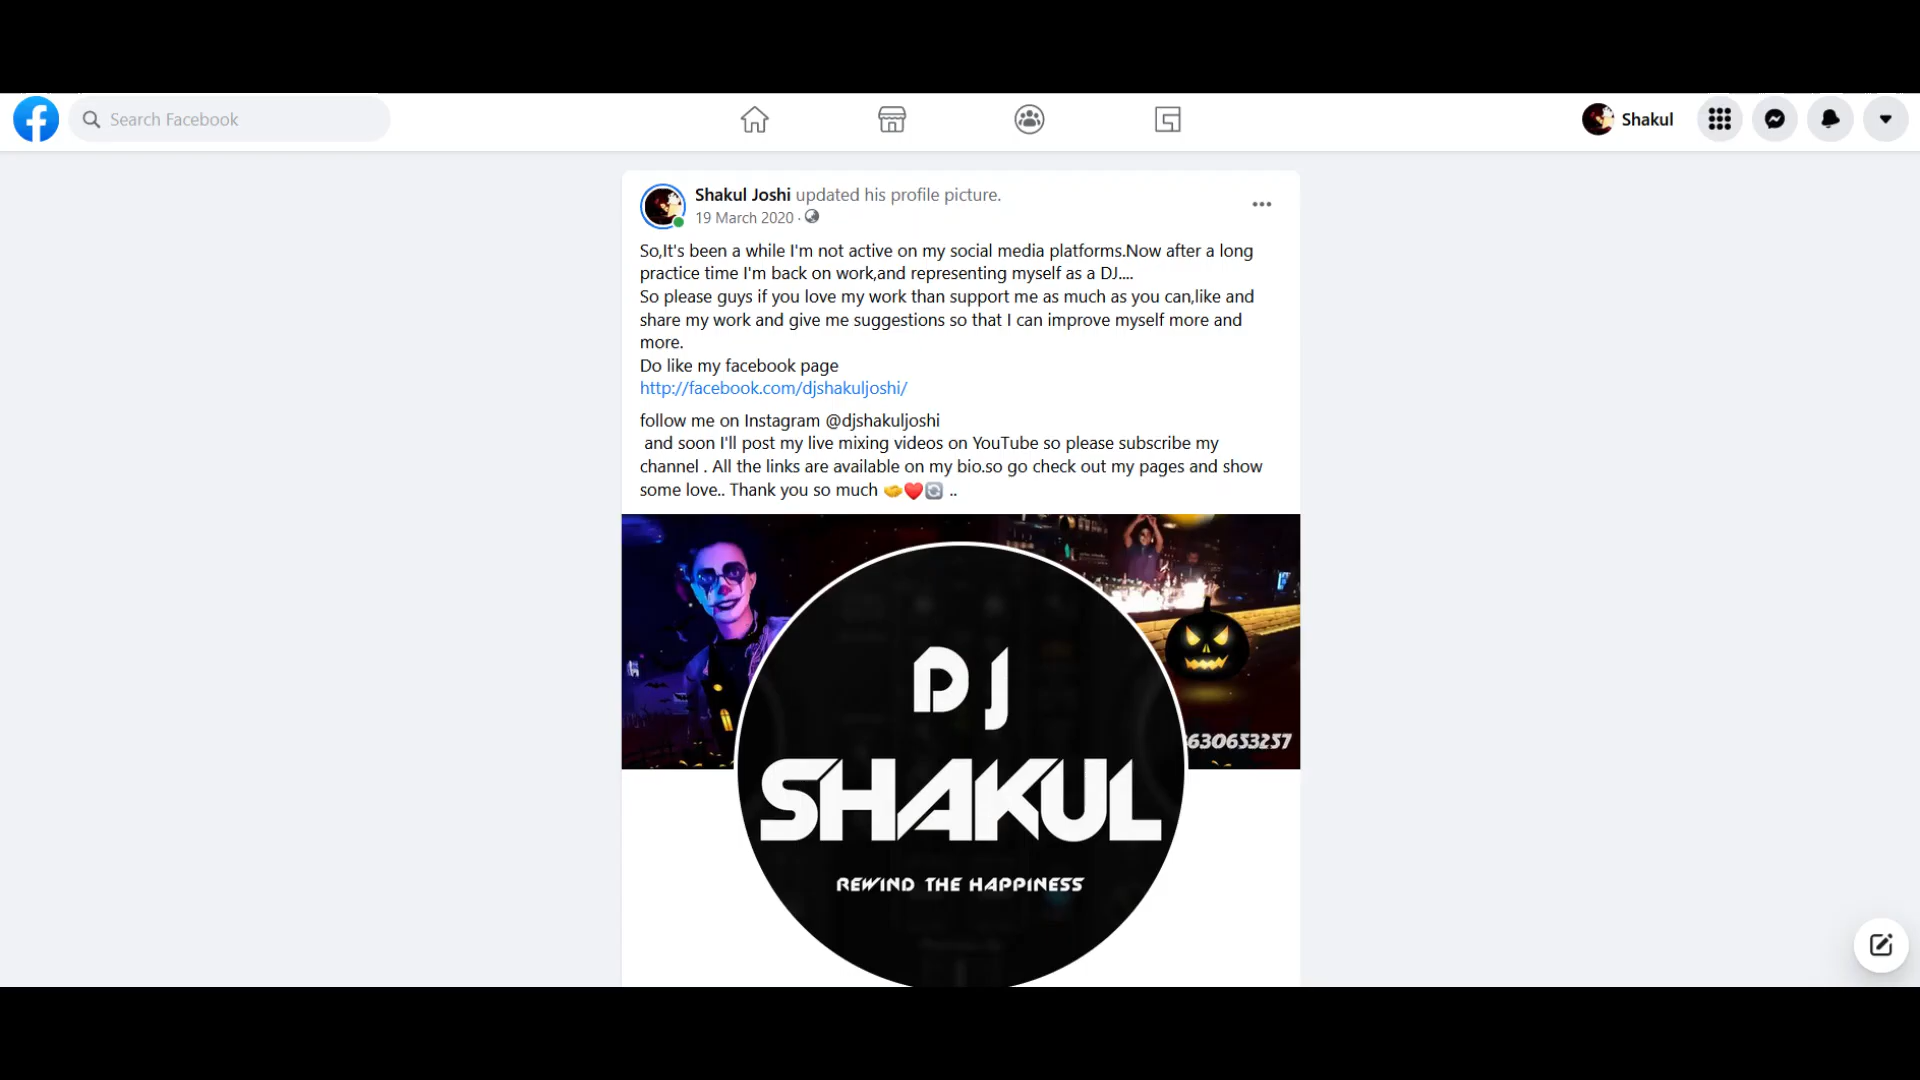 Search Facebook
Shakul
Shakul Joshi updated his profile picture.
19 March 2020 ·
So,It's been a while I'm not active on my social media platforms.Now after a long
practice time I'm back on work,and representing myself as a DJ....
So please guys if you love my work than support me as much as you can,like and
share my work and give me suggestions so that I can improve myself more and
more.
Do like my facebook page
http://facebook.com/djshakuljoshi/
follow me on Instagram @djshakuljoshi
and soon I'll post my live mixing videos on YouTube so please subscribe my
channel . All the links are available on my bio.so go check out my pages and show
some love.. Thank you so much 🤝❤️🔄 ..
DJ
SHAKUL
REWIND THE HAPPINESS
630653257